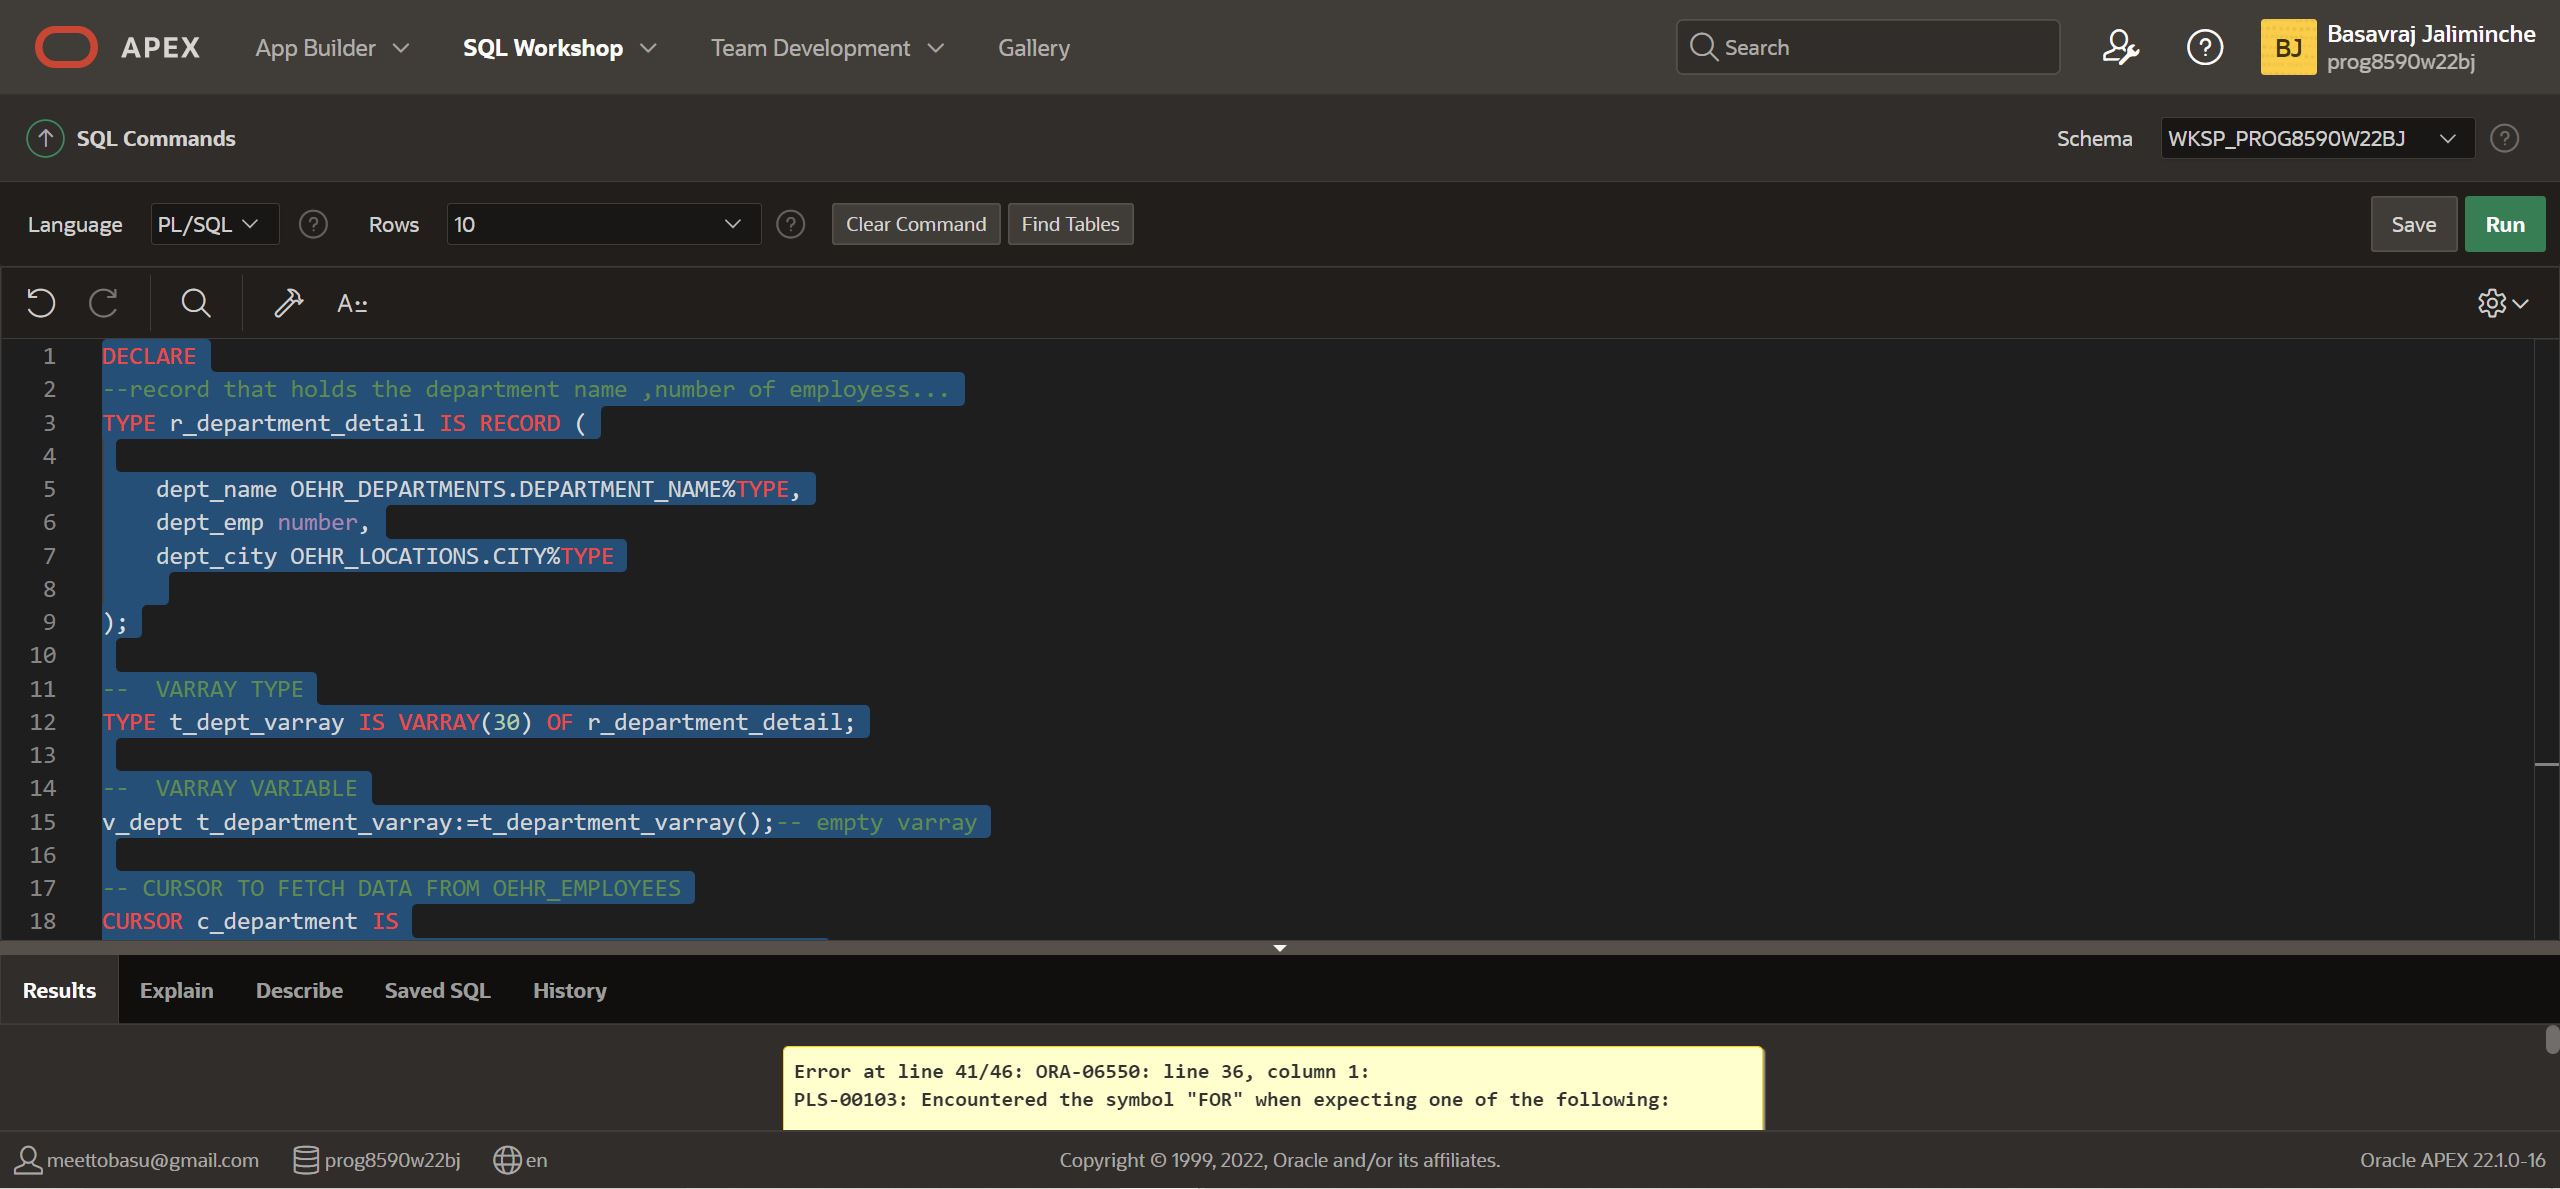 APEX App Builder SQL Workshop Team Development Gallery Search BJ Basavraj Jaliminche
prog8590w22bj
SQL Commands Schema WKSP_PROG8590W22BJ
Language PL/SQL Rows 10 Clear Command Find Tables Save Run
A::
1 DECLARE
2 --record that holds the department name ,number of employess...
3 TYPE r_department_detail IS RECORD (
4
5 dept_name OEHR_DEPARTMENTS.DEPARTMENT_NAME%TYPE,
6 dept_emp number,
7 dept_city OEHR_LOCATIONS.CITY%TYPE
8
9 );
10
11 --  VARRAY TYPE
12 TYPE t_dept_varray IS VARRAY(30) OF r_department_detail;
13
14 --  VARRAY VARIABLE
15 v_dept t_department_varray:=t_department_varray();-- empty varray
16
17 -- CURSOR TO FETCH DATA FROM OEHR_EMPLOYEES
18 CURSOR c_department IS
Results Explain Describe Saved SQL History
Error at line 41/46: ORA-06550: line 36, column 1:
PLS-00103: Encountered the symbol "FOR" when expecting one of the following:
meettobasu@gmail.com prog8590w22bj en Copyright © 1999, 2022, Oracle and/or its affiliates. Oracle APEX 22.1.0-16